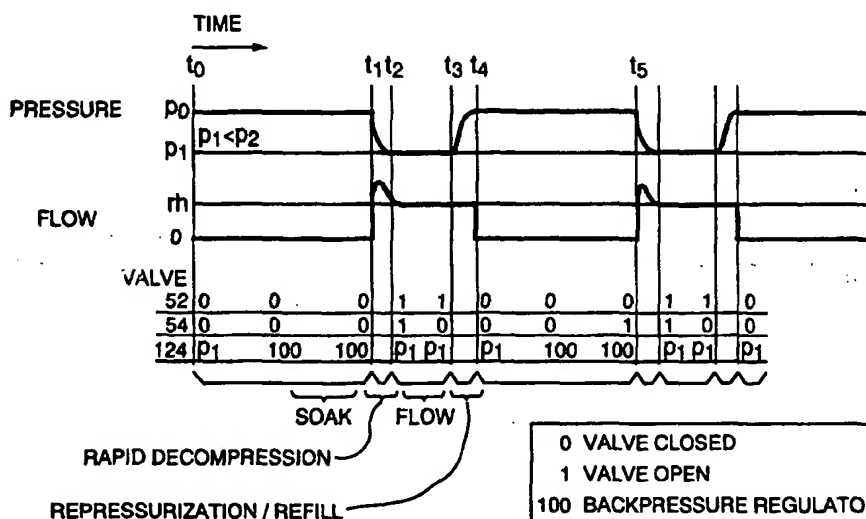 TIME
t0 t1 t2 t3 t4 t5
PRESSURE p0
p1<p2
p1
FLOW rh
0
VALVE
52 0 0 0 1 1 0 0 0 1 1 0
54 0 0 0 1 0 0 0 1 1 0 0
124 p1 100 100 p1 p1 p1 100 100 p1 p1 p1
SOAK FLOW
RAPID DECOMPRESSION
REPRESSURIZATION / REFILL
0 VALVE CLOSED
1 VALVE OPEN
100 BACKPRESSURE REGULATO